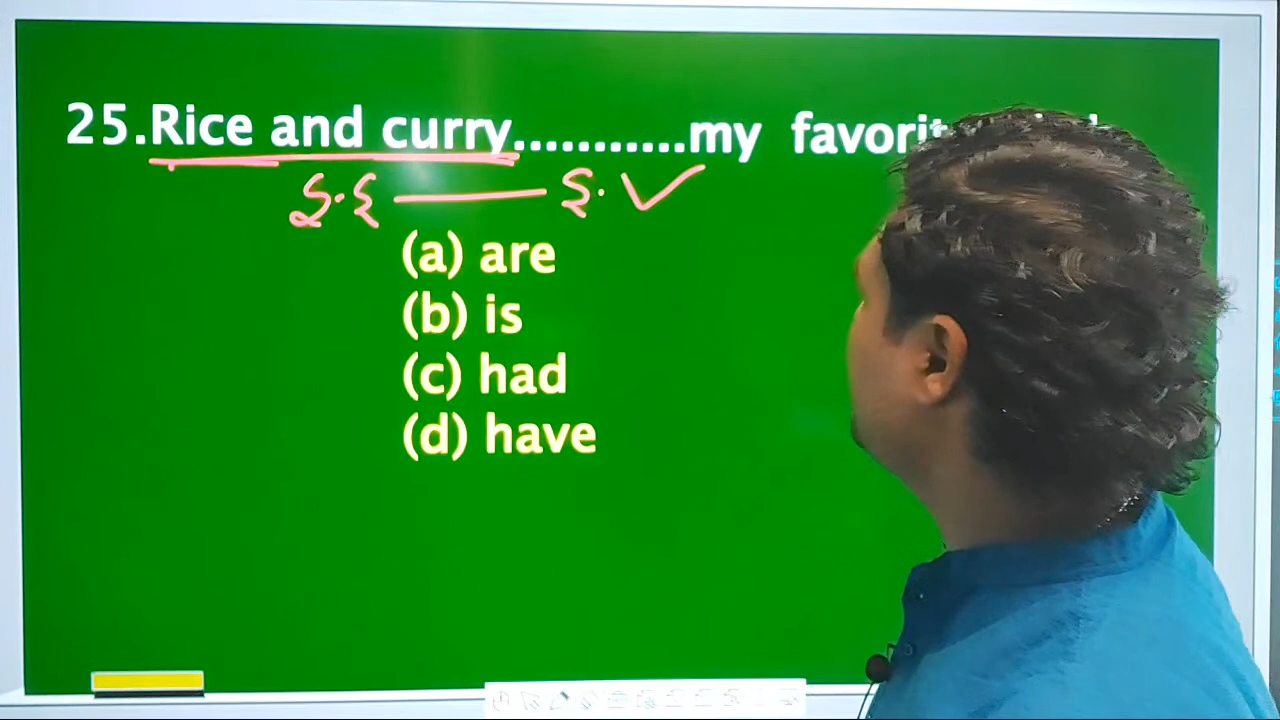 25.Rice and curry............my favorit
S.S — S. V
(a) are
(b) is
(c) had
(d) have